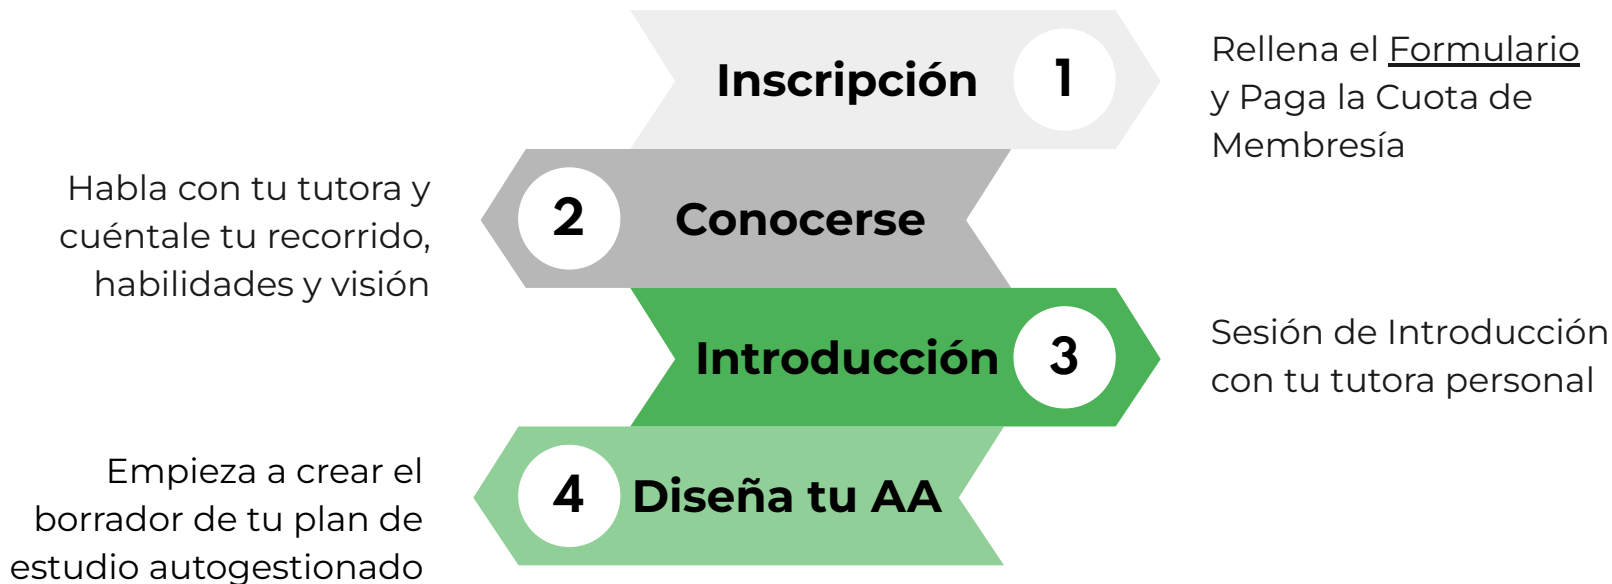 Inscripción 1
Rellena el Formulario
y Paga la Cuota de
Membresía
Habla con tu tutora y
cuéntale tu recorrido,
habilidades y visión
2 Conocerse
Introducción 3
Sesión de Introducción
con tu tutora personal
Empieza a crear el
borrador de tu plan de
estudio autogestionado
4 Diseña tu AA